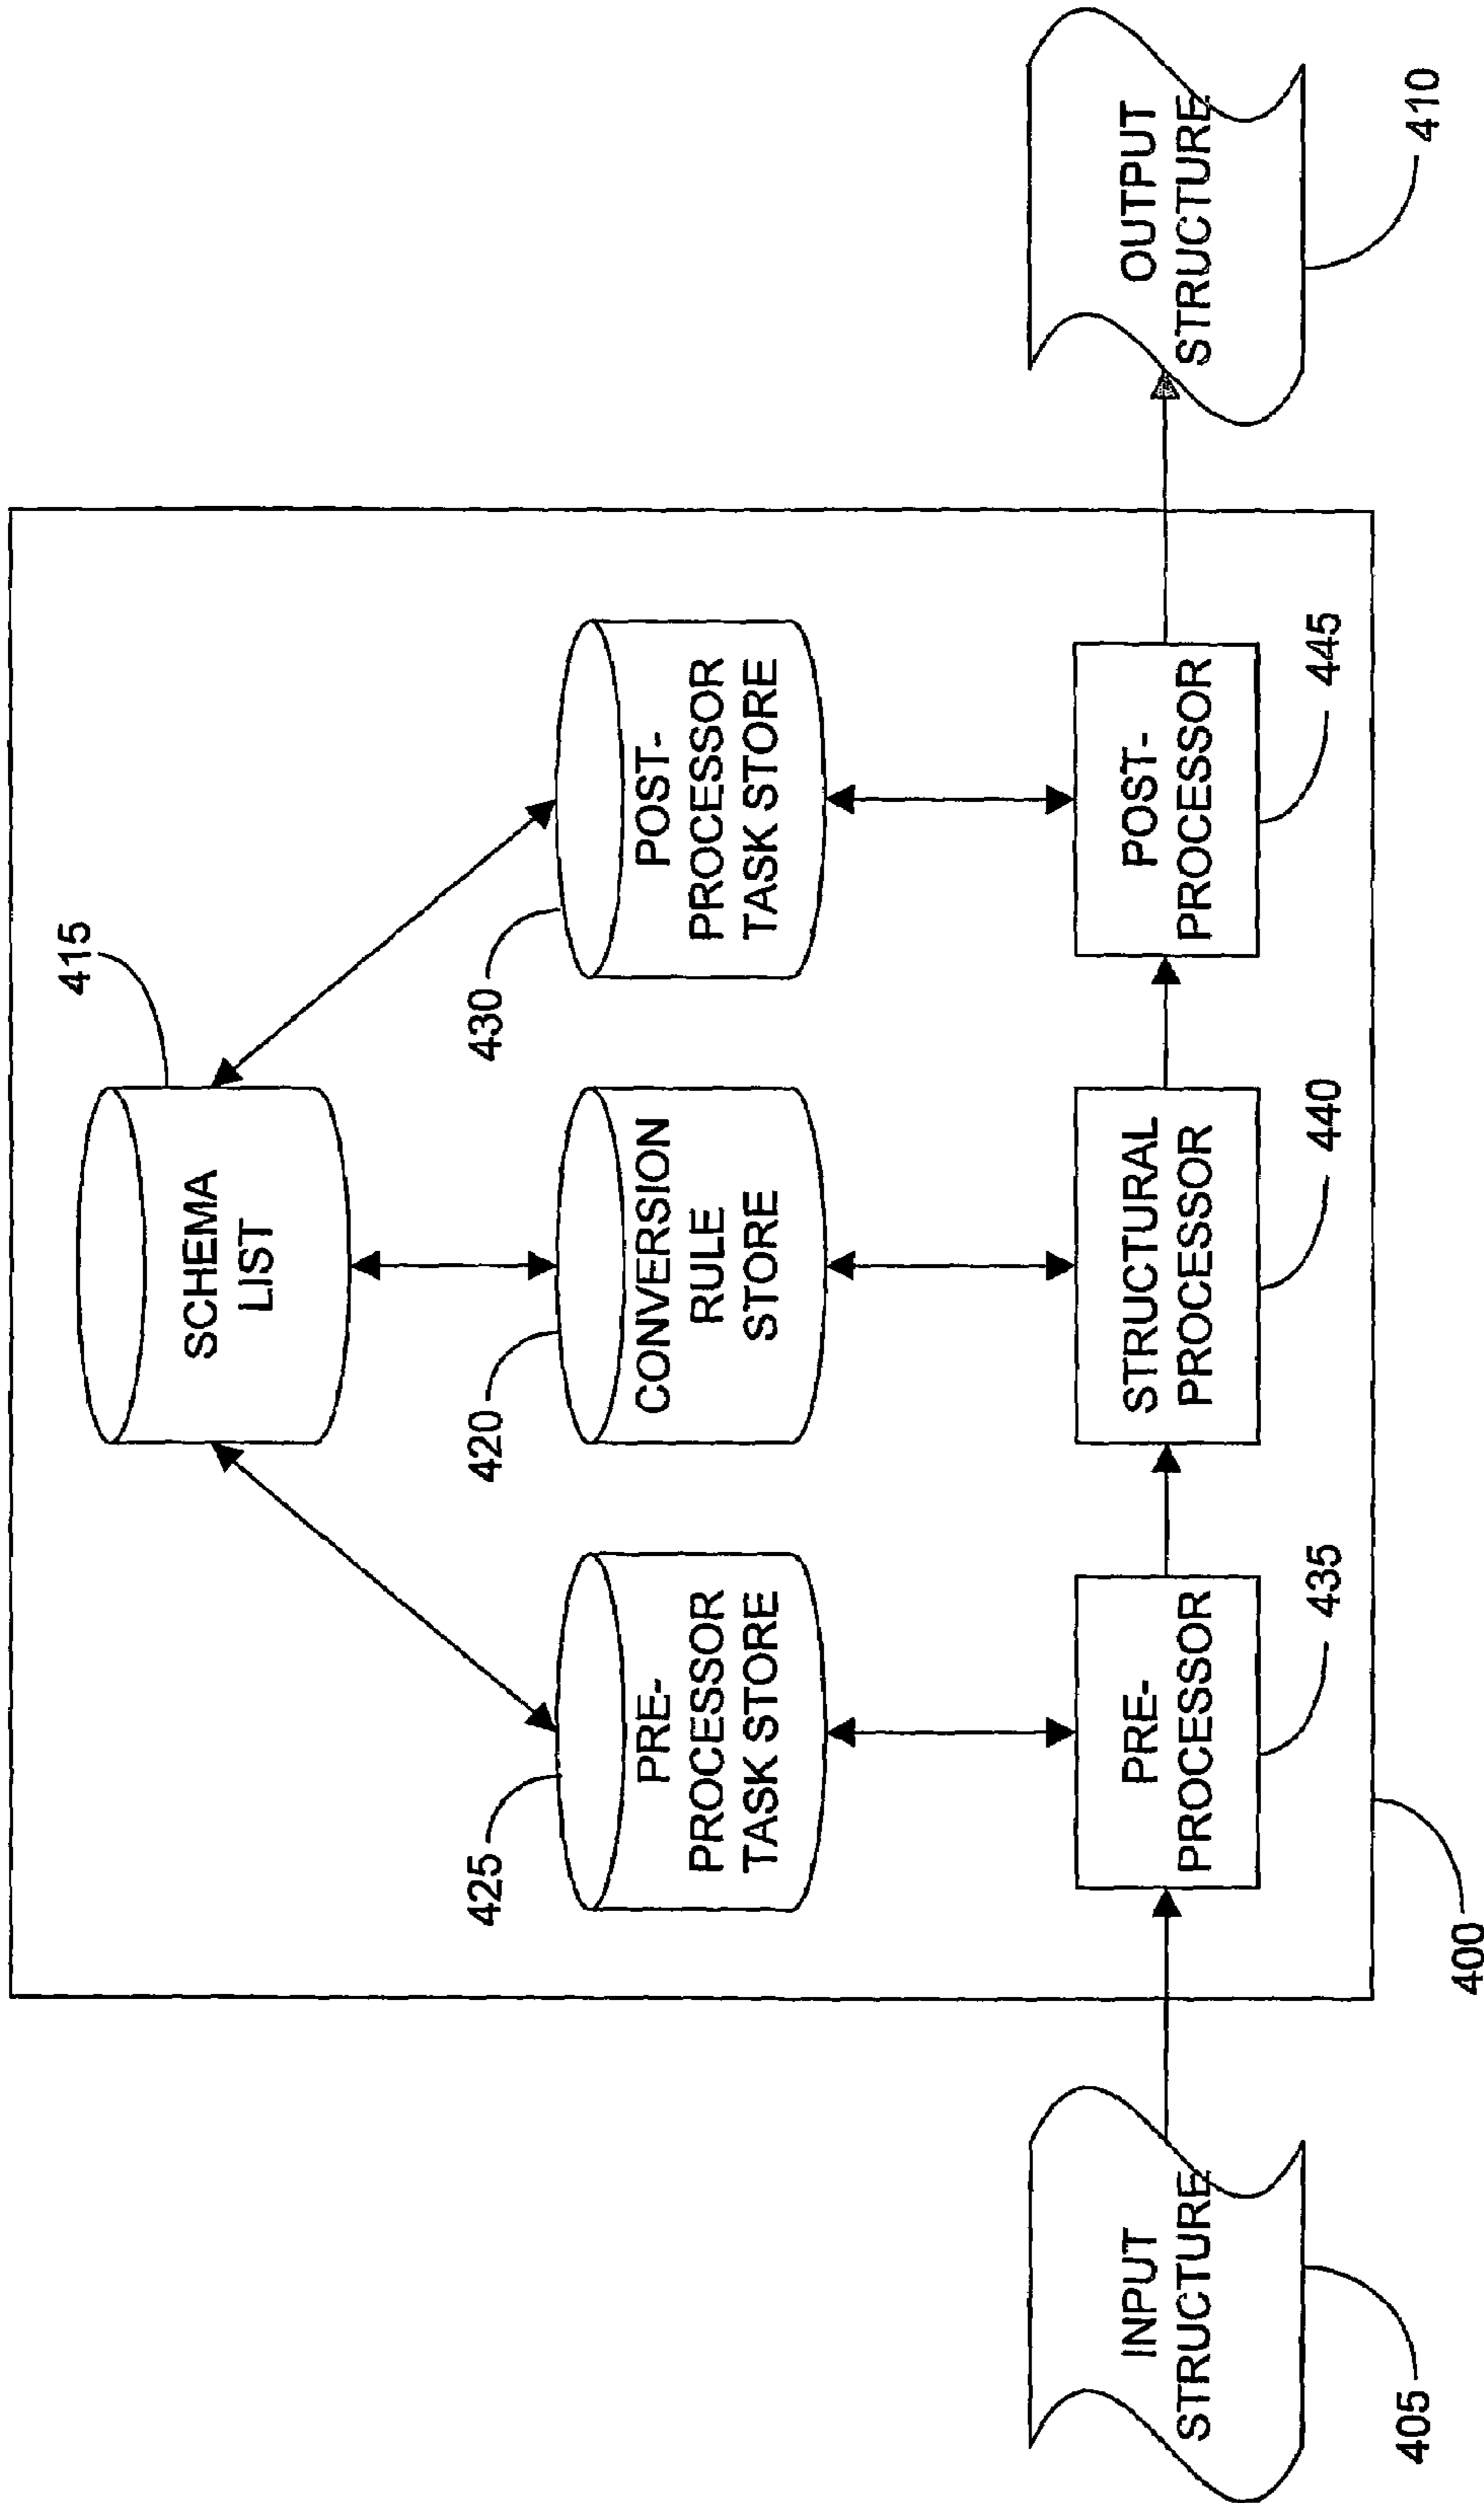 415
SCHEMA
LIST
425
PRE-
PROCESSOR
TASK STORE
420
CONVERSION
RULE
STORE
430
POST-
PROCESSOR
TASK STORE
INPUT
STRUCTURE
405
PRE-
PROCESSOR
435
STRUCTURAL
PROCESSOR
440
POST-
PROCESSOR
445
OUTPUT
STRUCTURE
410
400